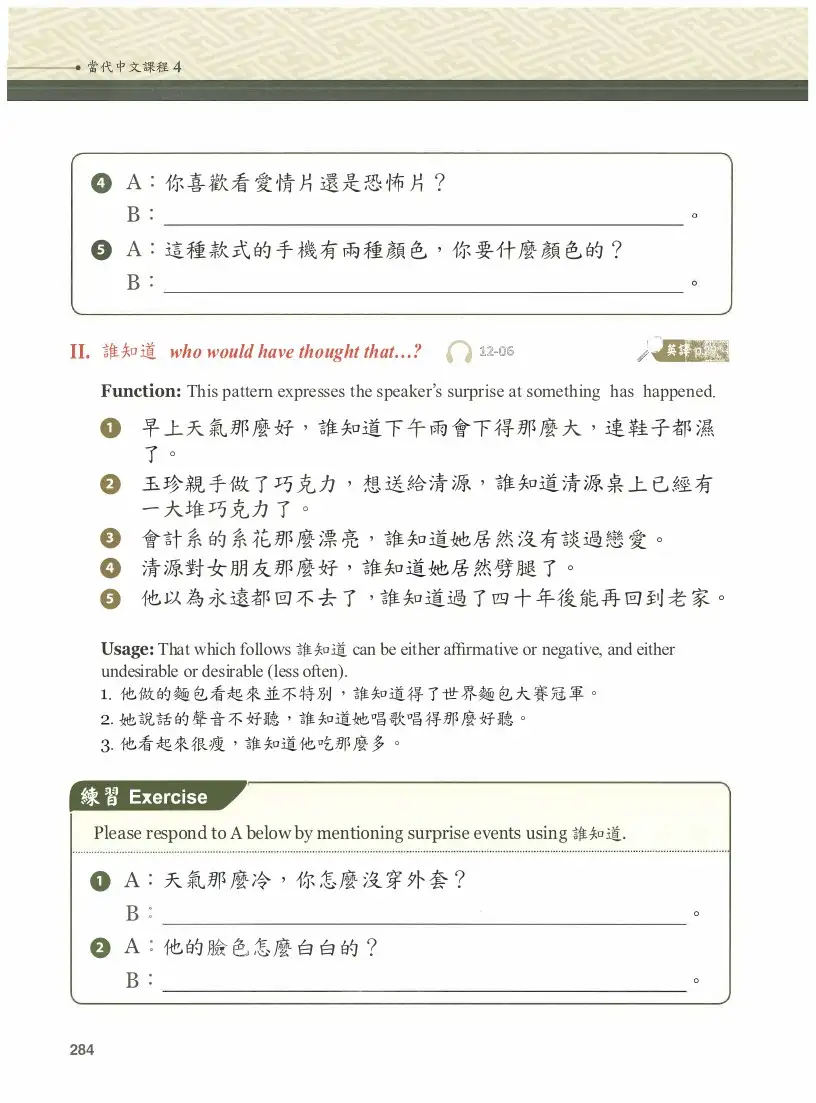 當代中文課程 4
4 A：你喜歡看愛情片還是恐怖片？
B：。
5 A：這種款式的手機有兩種顏色，你要什麼顏色的？
B：。
II. 誰知道 who would have thought that…? 12-06 英譯
Function: This pattern expresses the speaker's surprise at something has happened.
1 早上天氣那麼好，誰知道下午雨會下得那麼大，連鞋子都濕
了。
2 玉珍親手做了巧克力，想送給清源，誰知道清源桌上已經有
一大堆巧克力了。
3 會計系的系花那麼漂亮，誰知道她居然沒有談過戀愛。
4 清源對女朋友那麼好，誰知道她居然劈腿了。
5 他以為永遠都回不去了，誰知道過了四十年後能再回到老家。
Usage: That which follows 誰知道 can be either affirmative or negative, and either
undesirable or desirable (less often).
1. 他做的麵包看起來並不特別，誰知道得了世界麵包大賽冠軍。
2. 她說話的聲音不好聽，誰知道她唱歌唱得那麼好聽。
3. 他看起來很瘦，誰知道他吃那麼多。
練習 Exercise
Please respond to A below by mentioning surprise events using 誰知道.
1 A：天氣那麼冷，你怎麼沒穿外套？
B：。
2 A：他的臉色怎麼白白的？
B：。
284